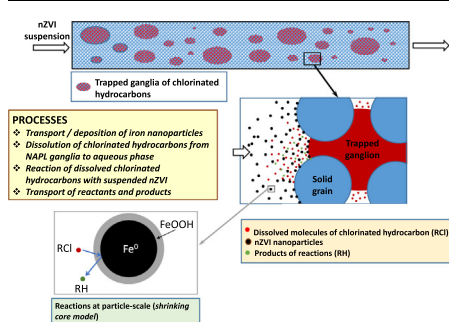 nZVI
suspension
Trapped ganglia of chlorinated
hydrocarbons
PROCESSES
❖ Transport / deposition of iron nanoparticles
❖ Dissolution of chlorinated hydrocarbons from
NAPL ganglia to aqueous phase
❖ Reaction of dissolved chlorinated
hydrocarbons with suspended nZVI
❖ Transport of reactants and products
Trapped
ganglion
Solid
grain
FeOOH
Fe⁰
RCl
RH
Dissolved molecules of chlorinated hydrocarbon (RCl)
nZVI nanoparticles
Products of reactions (RH)
Reactions at particle-scale (shrinking
core model)